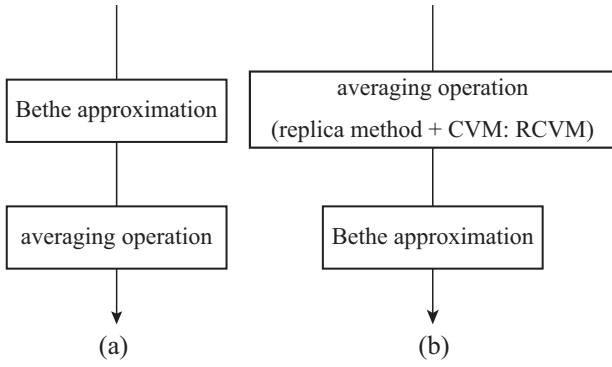 Bethe approximation
averaging operation
(a)
averaging operation
(replica method + CVM: RCVM)
Bethe approximation
(b)